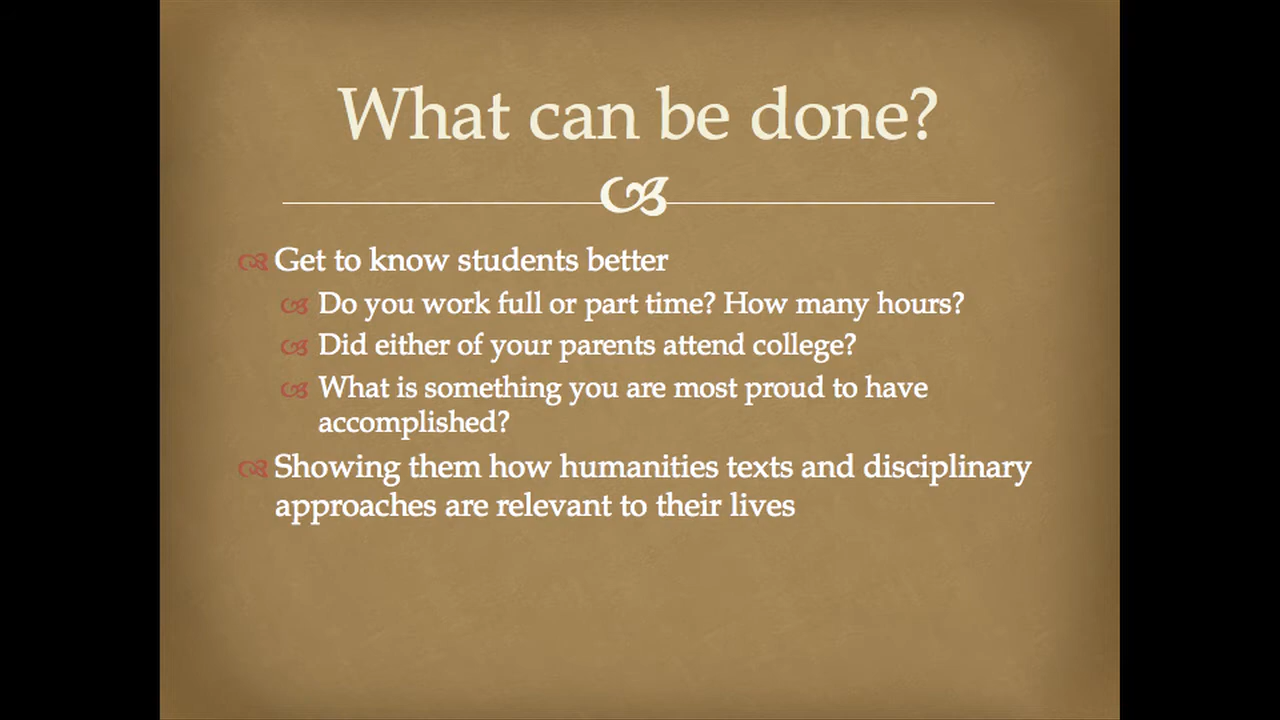 What can be done?
Get to know students better
Do you work full or part time? How many hours?
Did either of your parents attend college?
What is something you are most proud to have
accomplished?
Showing them how humanities texts and disciplinary
approaches are relevant to their lives